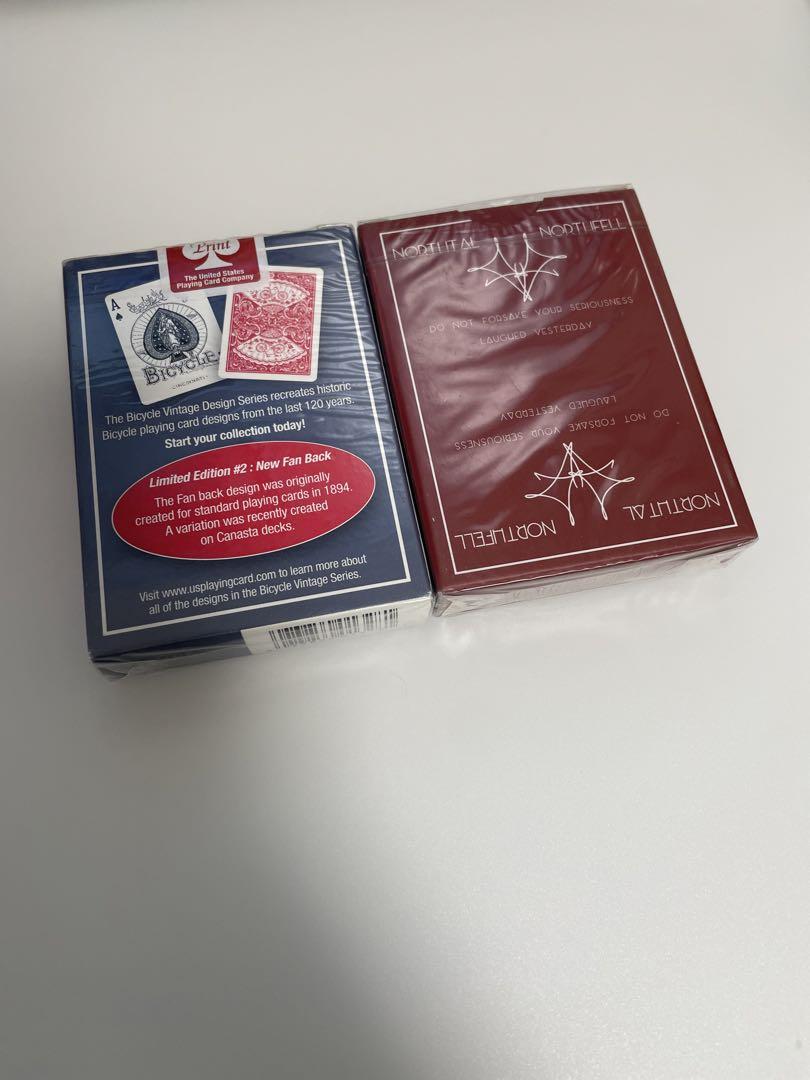 Print
The United States
Playing Card Company
A
BICYCLE
CINCINNATI
The Bicycle Vintage Design Series recreates historic
Bicycle playing card designs from the last 120 years.
Start your collection today!
Limited Edition #2 : New Fan Back
The Fan back design was originally
created for standard playing cards in 1894.
A variation was recently created
on Canasta decks.
Visit www.usplayingcard.com to learn more about
all of the designs in the Bicycle Vintage Series.
NORTHTAL NORTHFELL
DO NOT FORSAKE YOUR SERIOUSNESS
LAUGHED YESTERDAY
LAUGHED YESTERDAY
DO NOT FORSAKE YOUR SERIOUSNESS
NORTHFELL NORTHTAL